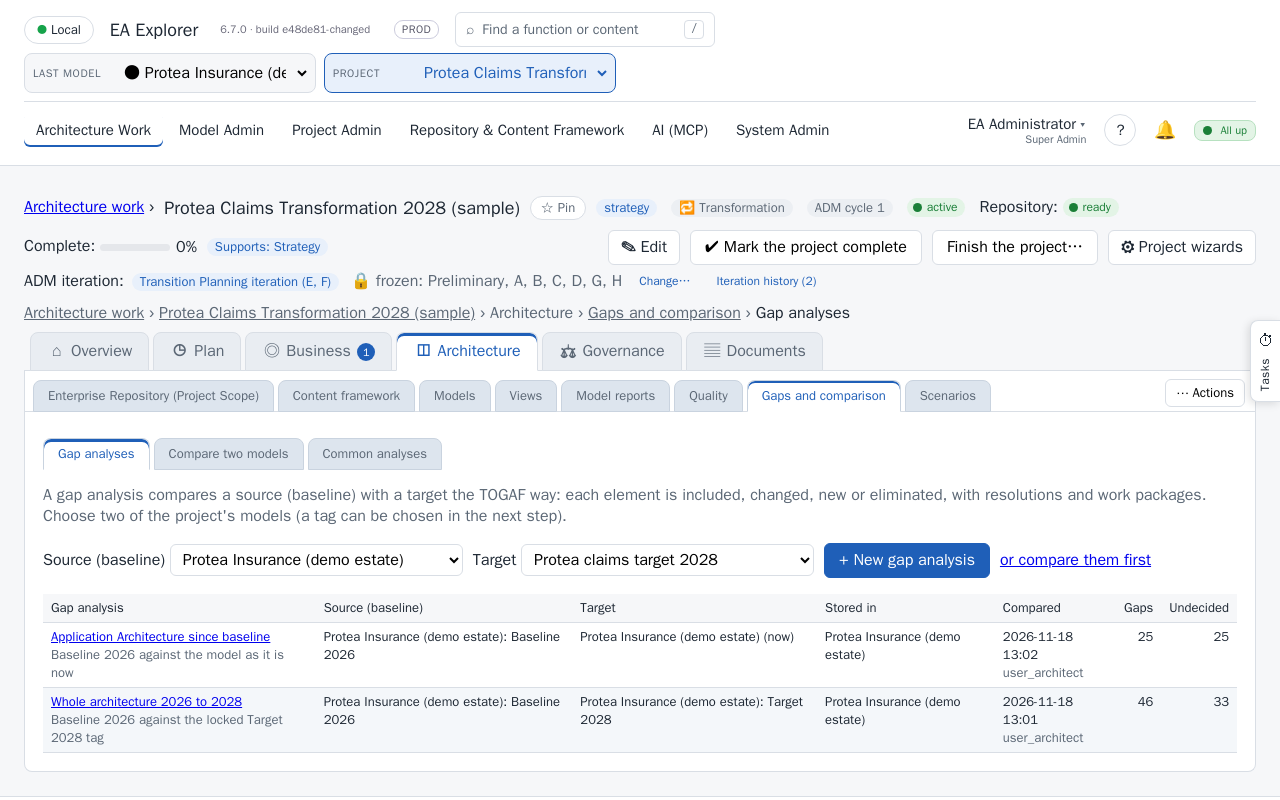 Local
EA Explorer
6.7.0 · build e48de81-changed
PROD
Find a function or content
/
LAST MODEL
Protea Insurance (de
PROJECT
Protea Claims Transforı
Architecture Work
Model Admin
Project Admin
Repository & Content Framework
AI (MCP)
System Admin
EA Administrator
Super Admin
?
All up
Architecture work › Protea Claims Transformation 2028 (sample)
☆ Pin
strategy
Transformation
ADM cycle 1
active
Repository:
ready
Complete:
0%
Supports: Strategy
✎ Edit
✔ Mark the project complete
Finish the project⋯
⚙ Project wizards
ADM iteration:
Transition Planning iteration (E, F)
🔒 frozen: Preliminary, A, B, C, D, G, H
Change⋯
Iteration history (2)
Architecture work › Protea Claims Transformation 2028 (sample) › Architecture › Gaps and comparison › Gap analyses
Overview
Plan
Business 1
Architecture
Governance
Documents
Tasks
Enterprise Repository (Project Scope)
Content framework
Models
Views
Model reports
Quality
Gaps and comparison
Scenarios
⋯ Actions
Gap analyses
Compare two models
Common analyses
A gap analysis compares a source (baseline) with a target the TOGAF way: each element is included, changed, new or eliminated, with resolutions and work packages.
Choose two of the project's models (a tag can be chosen in the next step).
Source (baseline)
Protea Insurance (demo estate)
Target
Protea claims target 2028
+ New gap analysis
or compare them first
Gap analysis
Source (baseline)
Target
Stored in
Compared
Gaps
Undecided
Application Architecture since baseline
Baseline 2026 against the model as it is
now
Protea Insurance (demo estate): Baseline
2026
Protea Insurance (demo estate) (now)
Protea Insurance (demo
estate)
2026-11-18
13:02
user_architect
25
25
Whole architecture 2026 to 2028
Baseline 2026 against the locked Target
2028 tag
Protea Insurance (demo estate): Baseline
2026
Protea Insurance (demo estate): Target
2028
Protea Insurance (demo
estate)
2026-11-18
13:01
user_architect
46
33